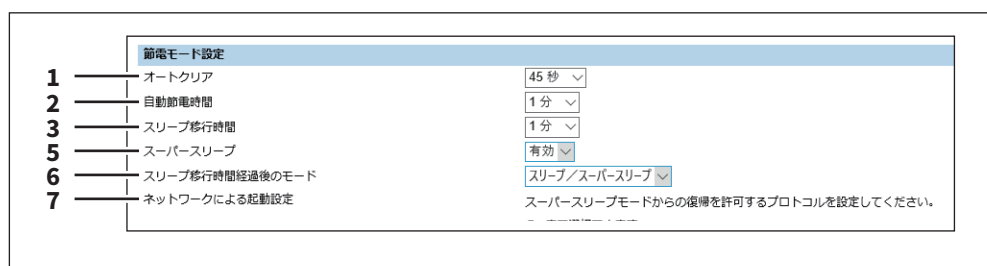 節電モード設定
1 オートクリア 45 秒
2 自動節電時間 1 分
3 スリープ移行時間 1 分
5 スーパースリープ 有効
6 スリープ移行時間経過後のモード スリープ／スーパースリープ
7 ネットワークによる起動設定 スーパースリープモードからの復帰を許可するプロトコルを設定してください。